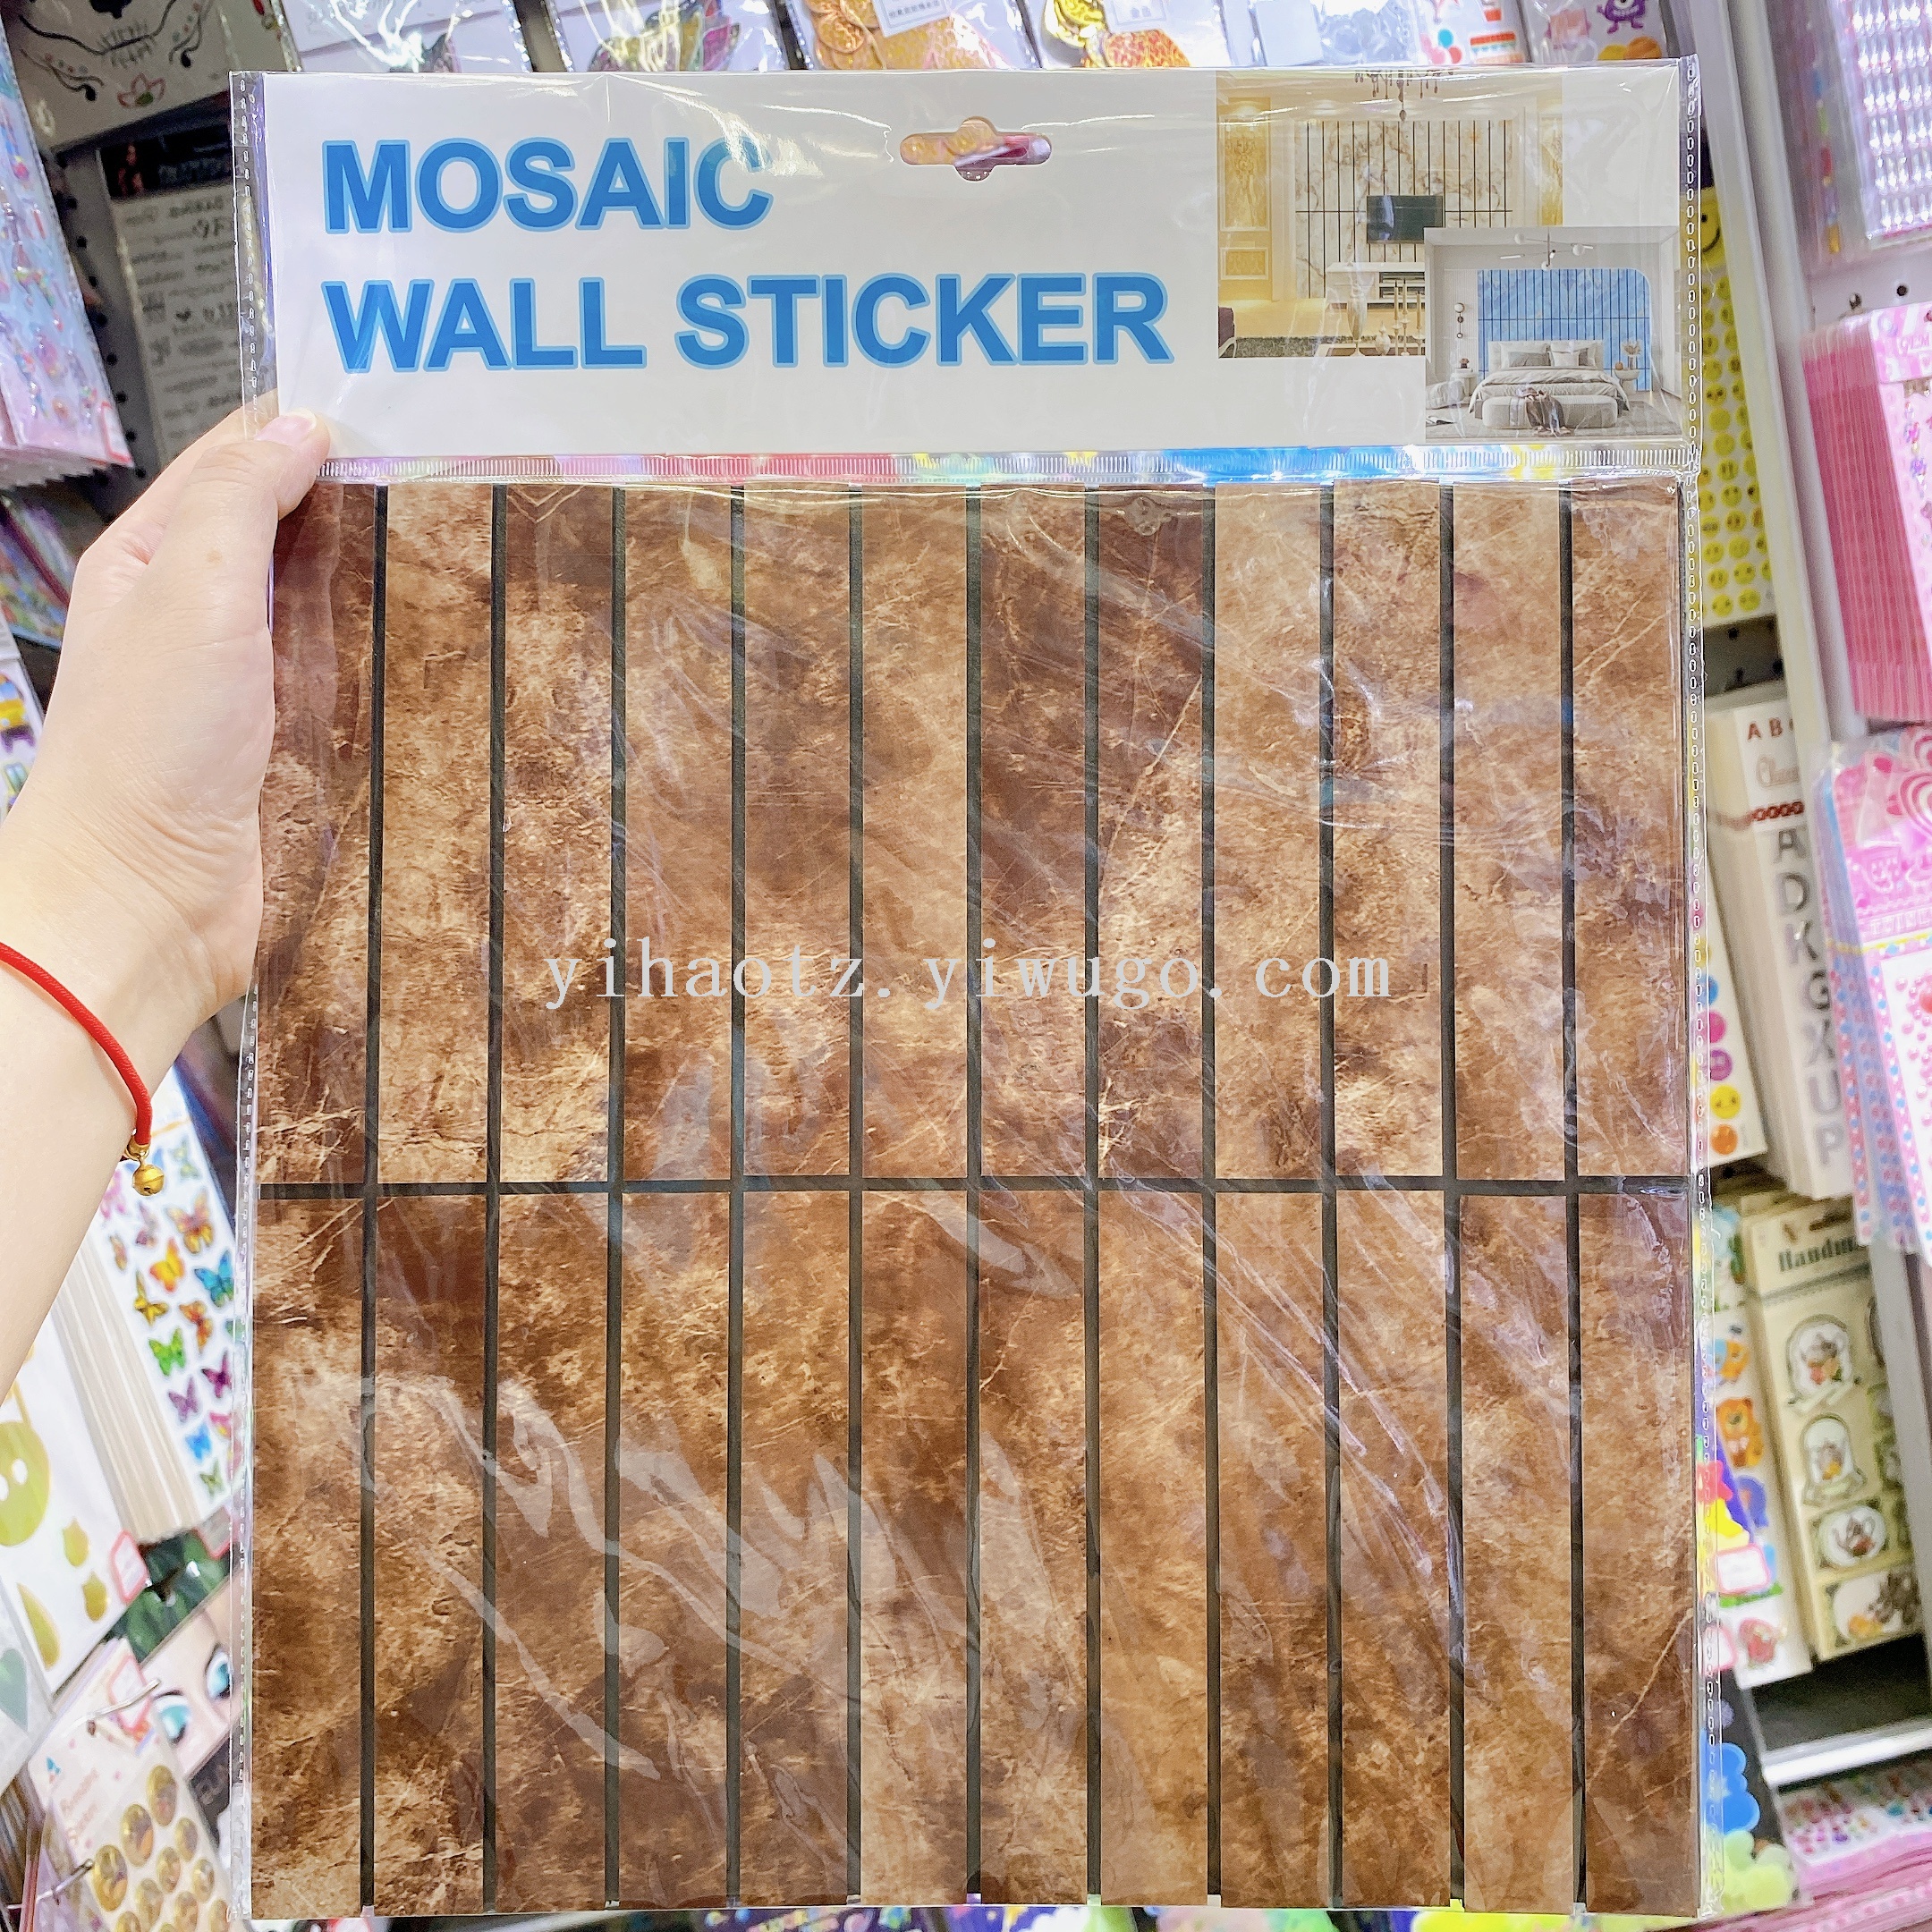 MOSAIC
WALL STICKER
yihaotz.yiwugo.com
A
D
K
G
X
U
P